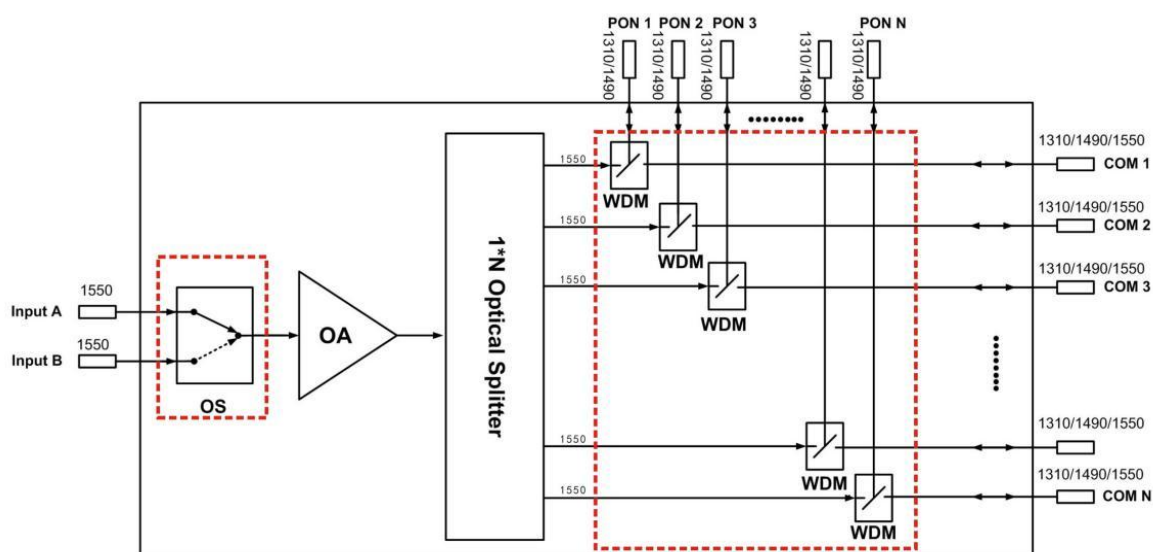 PON 1 PON 2 PON 3 PON N
1310/1490 1310/1490 1310/1490 1310/1490 1310/1490
1310/1490/1550
1550
COM 1
WDM
1310/1490/1550
1550
COM 2
WDM
1310/1490/1550
1550
COM 3
WDM
1550
Input A
1550
Input B
OS
OA
1*N Optical Splitter
1310/1490/1550
1550
WDM
1310/1490/1550
1550
COM N
WDM